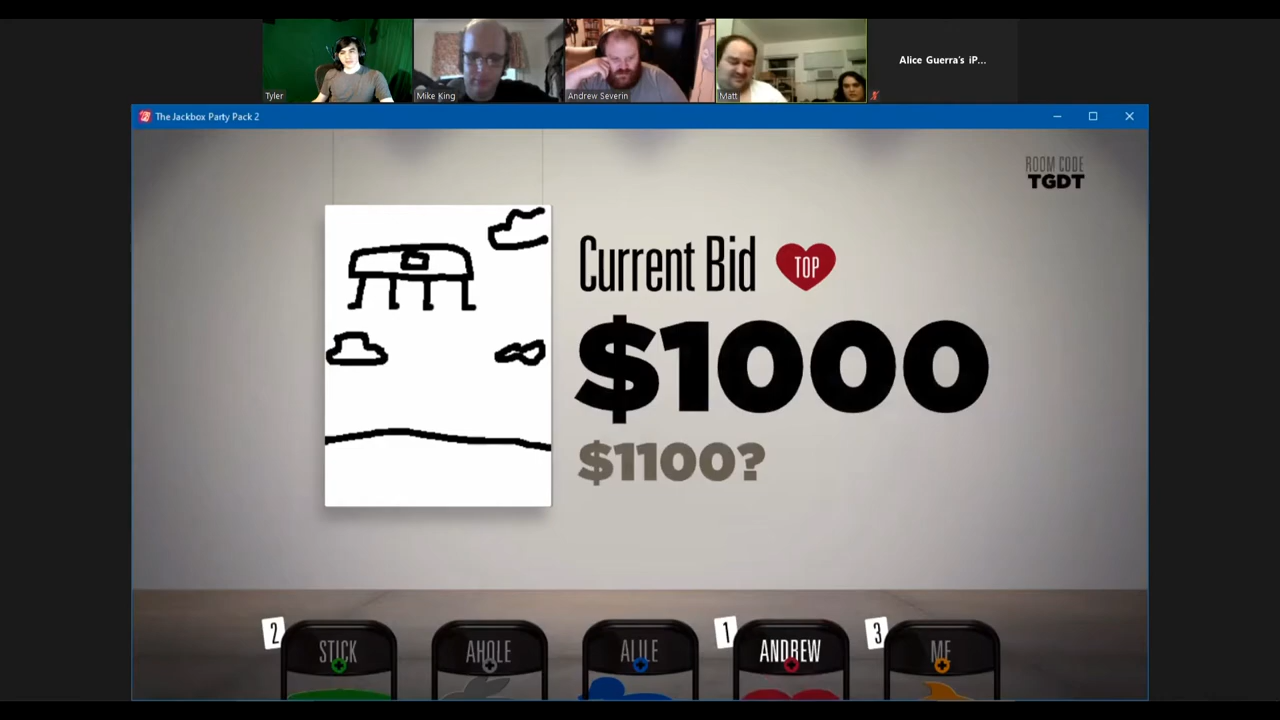 Tyler
Mike King
Andrew Severin
Matt
Alice Guerra's iP...
The Jackbox Party Pack 2
ROOM CODE
TGDT
Current Bid
TOP
$1000
$1100?
2
STICK
AHOLE
ALILE
1
ANDREW
3
ME